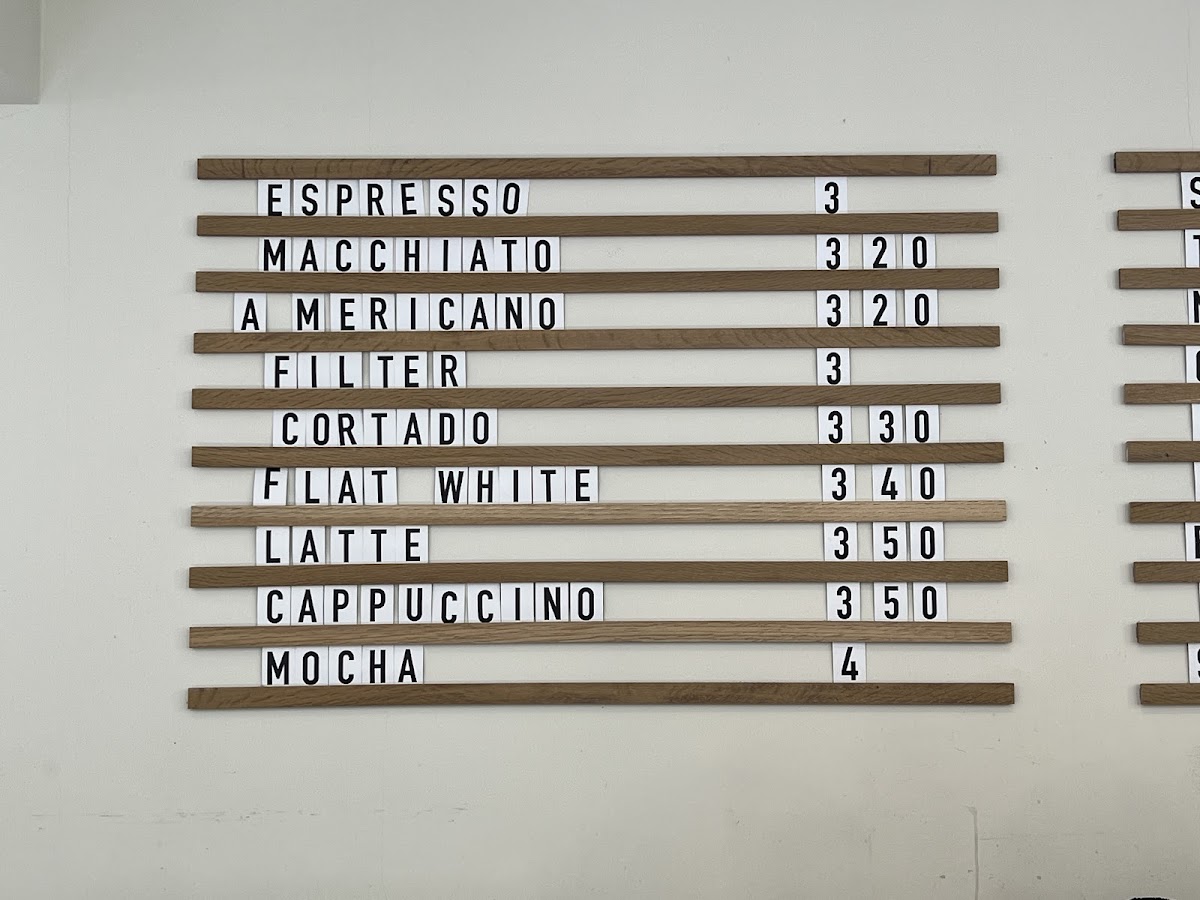 ESPRESSO 3
MACCHIATO 3 20
A MERICANO 3 20
FILTER 3
CORTADO 3 30
FLAT WHITE 3 40
LATTE 3 50
CAPPUCCINO 3 50
MOCHA 4